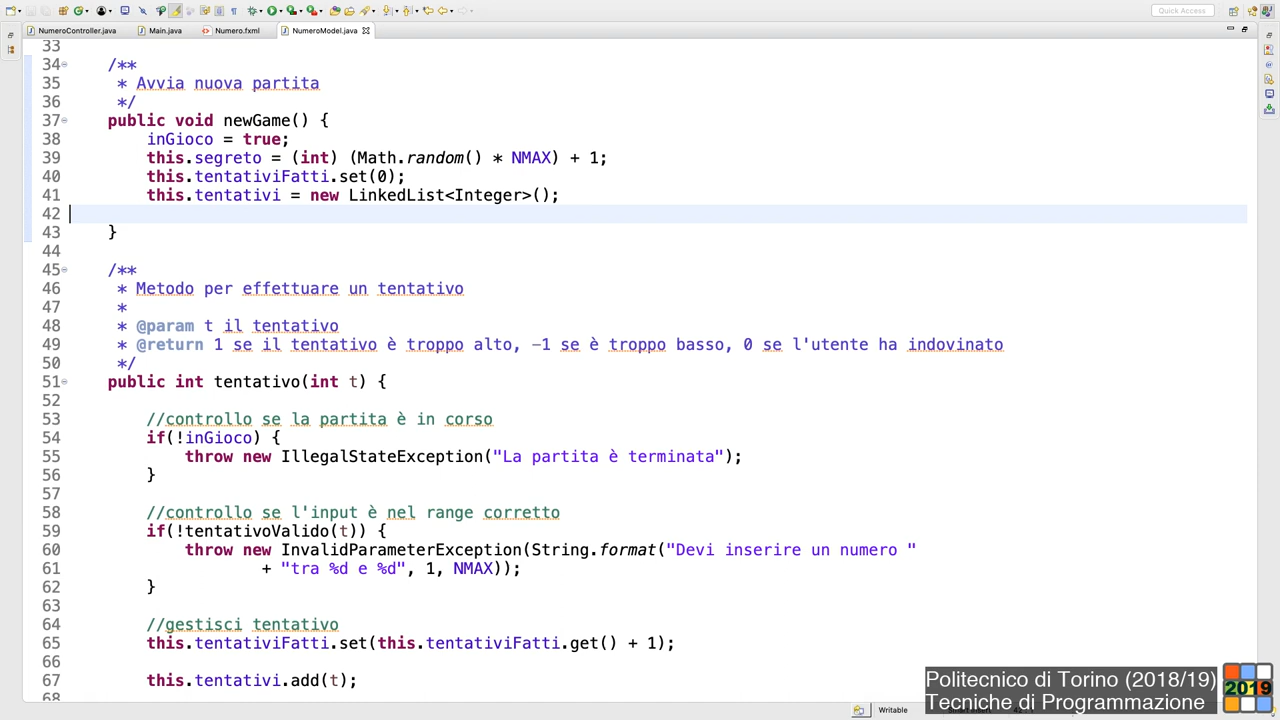 Quick Access
NumeroController.java
Main.java
Numero.fxml
NumeroModel.java
33
34 /**
35 * Avvia nuova partita
36 */
37 public void newGame() {
38 inGioco = true;
39 this.segreto = (int) (Math.random() * NMAX) + 1;
40 this.tentativiFatti.set(0);
41 this.tentativi = new LinkedList<Integer>();
42
43 }
44
45 /**
46 * Metodo per effettuare un tentativo
47 *
48 * @param t il tentativo
49 * @return 1 se il tentativo è troppo alto, -1 se è troppo basso, 0 se l'utente ha indovinato
50 */
51 public int tentativo(int t) {
52
53 //controllo se la partita è in corso
54 if(!inGioco) {
55 throw new IllegalStateException("La partita è terminata");
56 }
57
58 //controllo se l'input è nel range corretto
59 if(!tentativoValido(t)) {
60 throw new InvalidParameterException(String.format("Devi inserire un numero "
61 + "tra %d e %d", 1, NMAX));
62 }
63
64 //gestisci tentativo
65 this.tentativiFatti.set(this.tentativiFatti.get() + 1);
66
67 this.tentativi.add(t);
68
Politecnico di Torino (2018/19)
Tecniche di Programmazione
2019
Writable